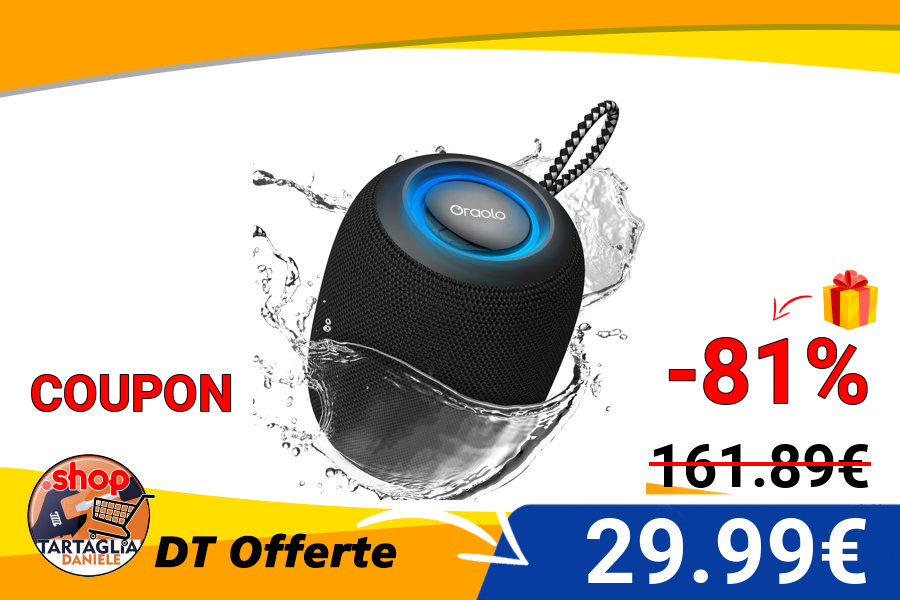 Oraolo
-81%
COUPON
161.89€
.shop
TARTAGLIA
DANIELE
DT Offerte
29.99€